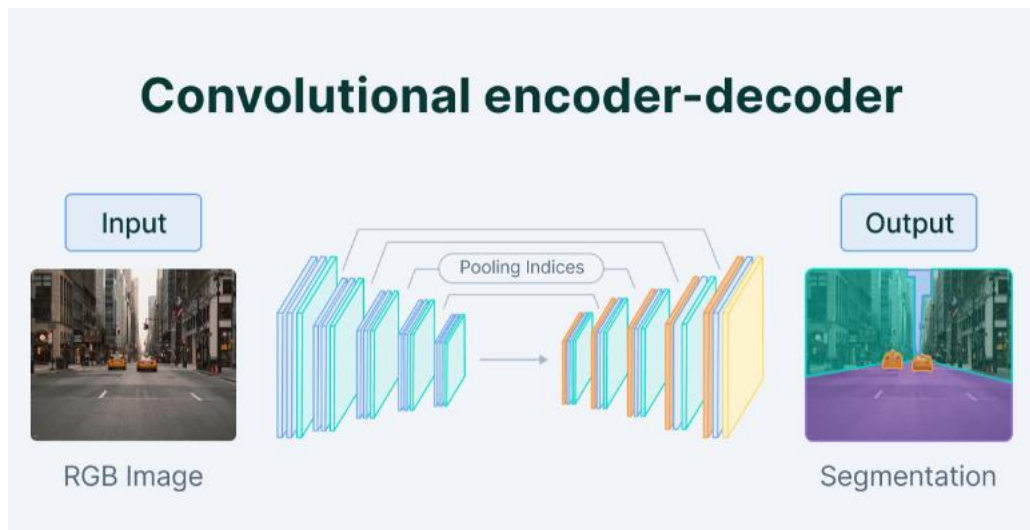 Convolutional encoder-decoder
Input
Output
Pooling Indices
RGB Image
Segmentation